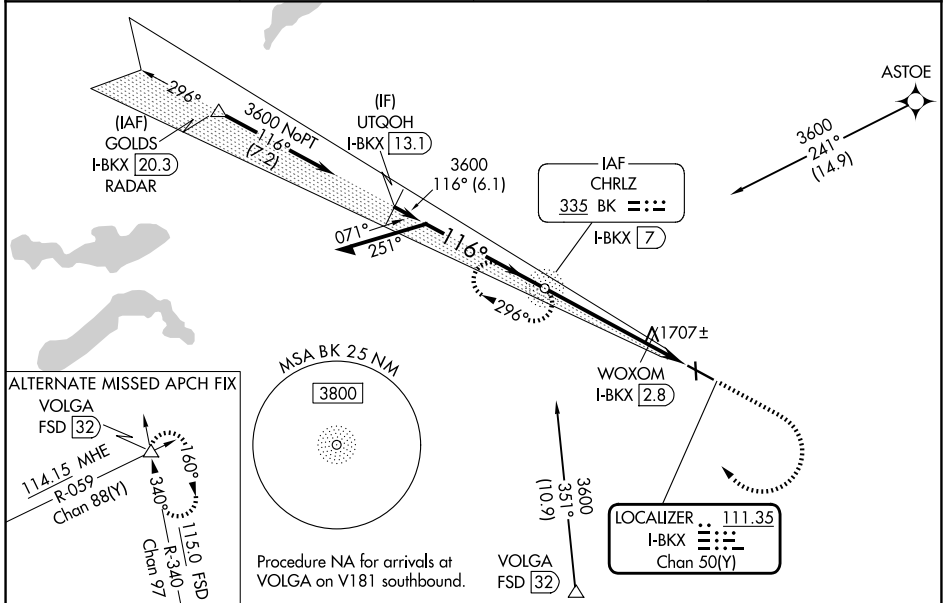 ASTOE
3600
241°
(14.9)
296°
(IAF)
GOLDS
I-BKX 20.3
RADAR
3600 NoPT
116°
(7.2)
(IF)
UTQOH
I-BKX 13.1
3600
116° (6.1)
IAF
CHRLZ
335 BK
I-BKX 7
071°
251°
116°
296°
1707±
WOXOM
I-BKX 2.8
MSA BK 25 NM
3800
ALTERNATE MISSED APCH FIX
VOLGA
FSD 32
114.15 MHE
R-059
Chan 88(Y)
160°
340°
R-340
115.0 FSD
Chan 97
Procedure NA for arrivals at
VOLGA on V181 southbound.
3600
351°
(10.9)
VOLGA
FSD 32
LOCALIZER 111.35
I-BKX
Chan 50(Y)